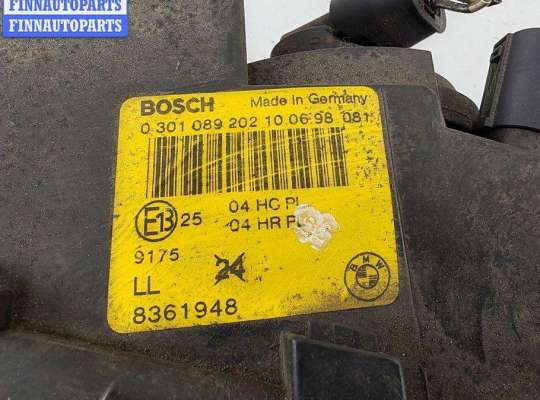 FINNAUTOPARTS
FINNAUTOPARTS
BOSCH Made in Germany
0 301 089 202 10 06 98 081
E13 25 04 HC PL
04 HR
9175 24
LL BMW
8361948